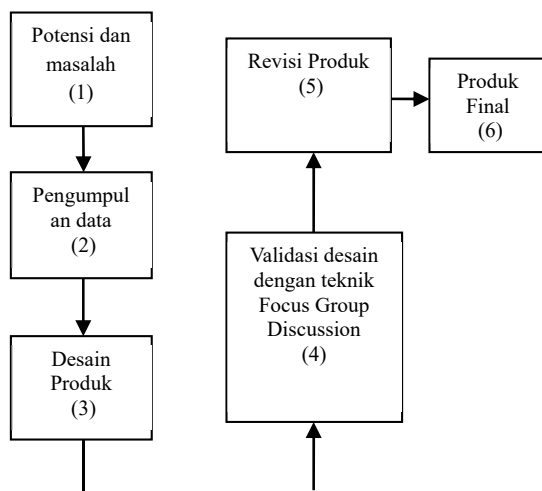 Potensi dan
masalah
(1)
Pengumpul
an data
(2)
Desain
Produk
(3)
Validasi desain
dengan teknik
Focus Group
Discussion
(4)
Revisi Produk
(5)
Produk
Final
(6)